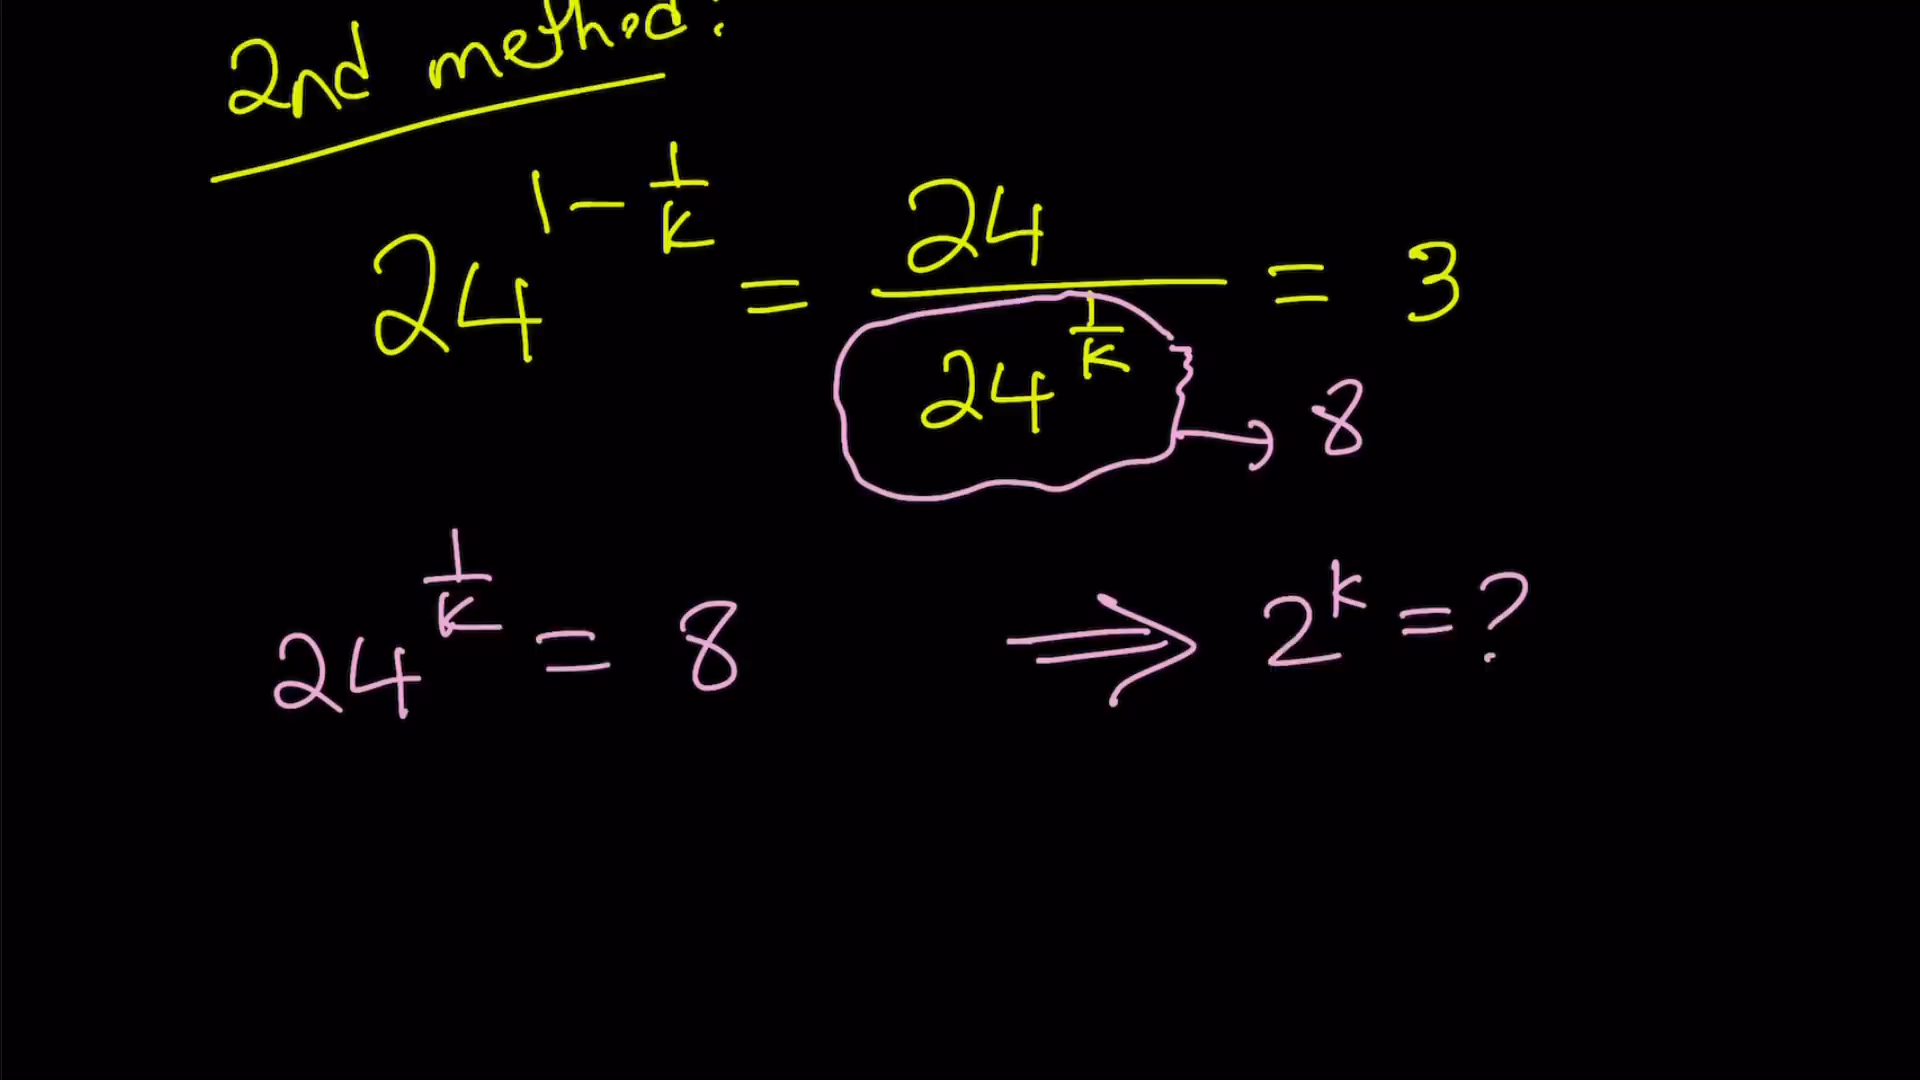 2nd method:
24^(1 - 1/k) = 24 / 24^(1/k) = 3
→ 8
24^(1/k) = 8 ⇒ 2^k = ?